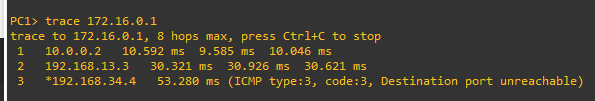 PC1> trace 172.16.0.1
trace to 172.16.0.1, 8 hops max, press Ctrl+C to stop
1 10.0.0.2 10.592 ms 9.585 ms 10.046 ms
2 192.168.13.3 30.321 ms 30.926 ms 30.621 ms
3 *192.168.34.4 53.280 ms (ICMP type:3, code:3, Destination port unreachable)